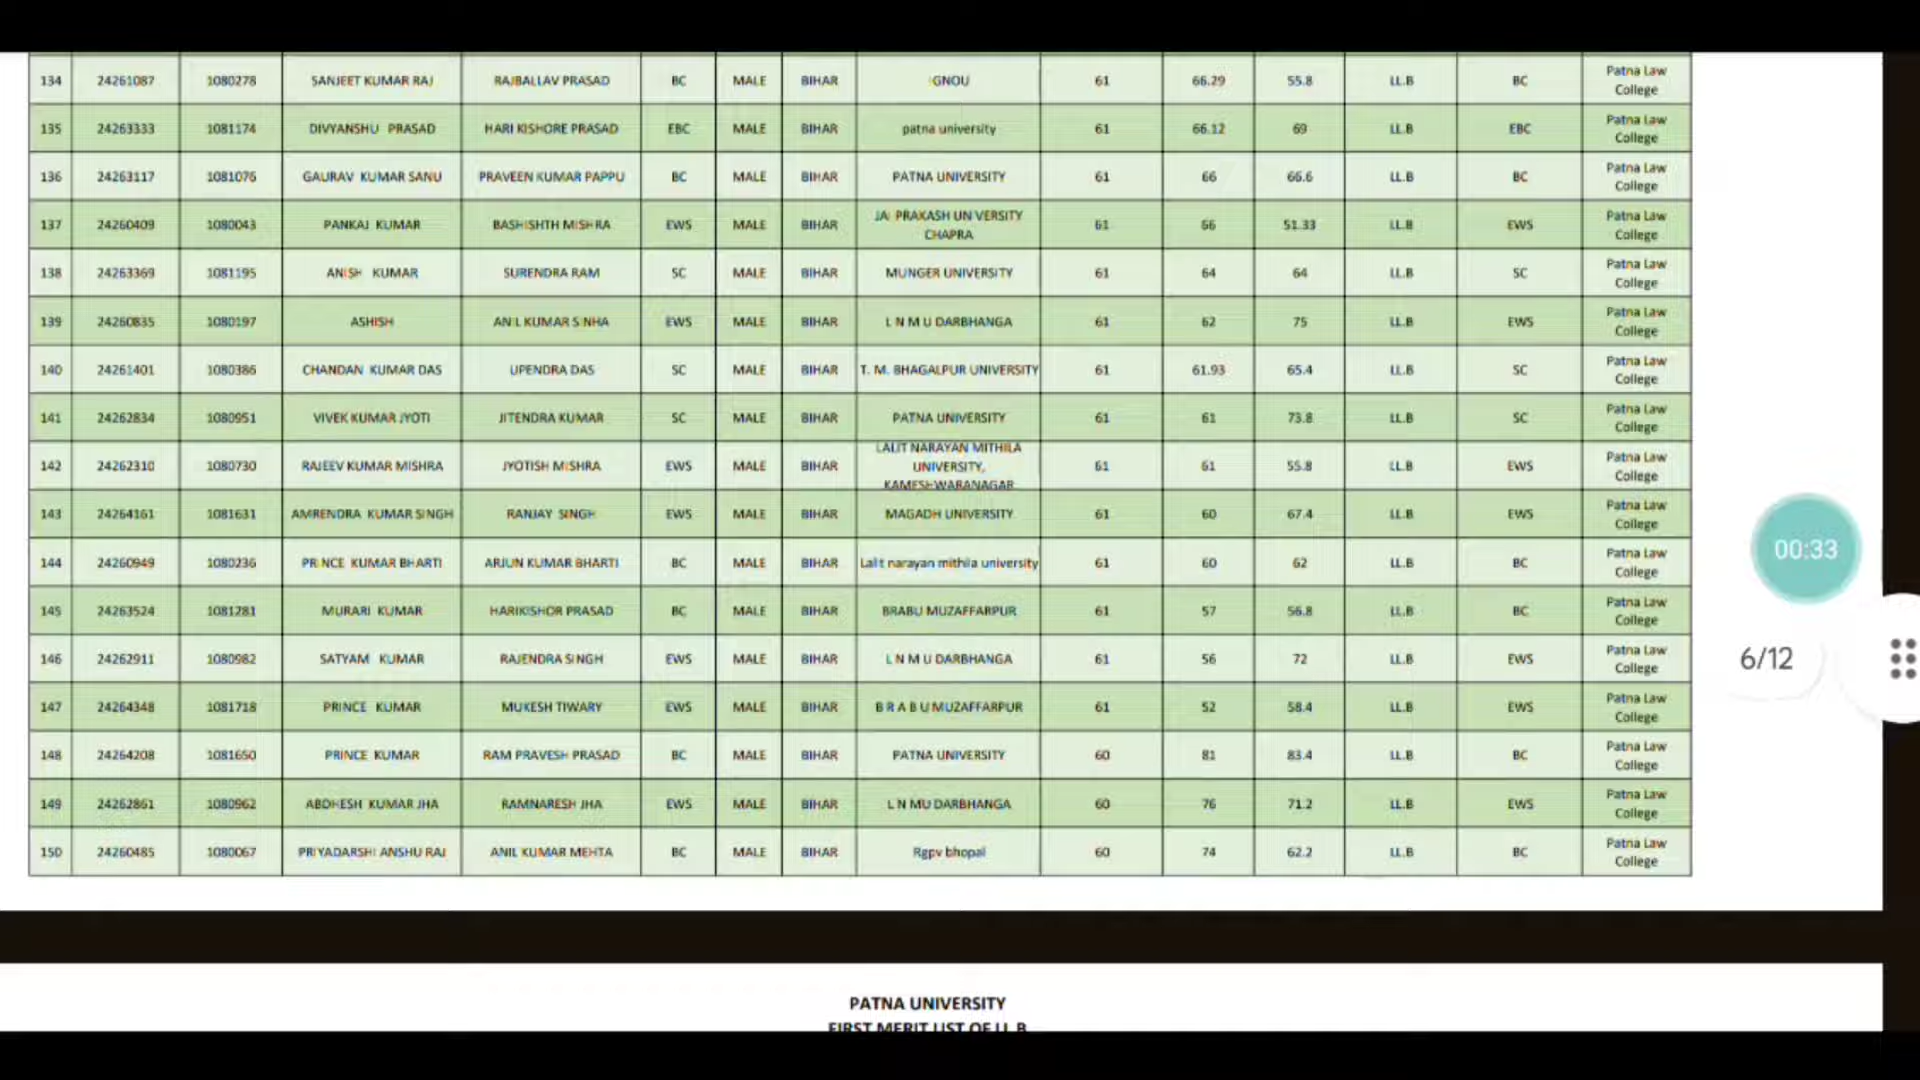 134 24261087 1080278 SANJEET KUMAR RAJ RAJBALLAV PRASAD BC MALE BIHAR IGNOU 61 66.29 55.8 LL.B BC Patna Law College
135 24263333 1081174 DIVYANSHU PRASAD HARI KISHORE PRASAD EBC MALE BIHAR patna university 61 66.12 69 LL.B EBC Patna Law College
136 24263117 1081076 GAURAV KUMAR SANU PRAVEEN KUMAR PAPPU BC MALE BIHAR PATNA UNIVERSITY 61 66 66.6 LL.B BC Patna Law College
137 24260409 1080043 PANKAJ KUMAR BASHISHTH MISHRA EWS MALE BIHAR JAI PRAKASH UNIVERSITY CHAPRA 61 66 51.33 LL.B EWS Patna Law College
138 24263369 1081195 ANISH KUMAR SURENDRA RAM SC MALE BIHAR MUNGER UNIVERSITY 61 64 64 LL.B SC Patna Law College
139 24260835 1080197 ASHISH ANIL KUMAR SINHA EWS MALE BIHAR L N M U DARBHANGA 61 62 75 LL.B EWS Patna Law College
140 24261401 1080386 CHANDAN KUMAR DAS UPENDRA DAS SC MALE BIHAR T. M. BHAGALPUR UNIVERSITY 61 61.93 65.4 LL.B SC Patna Law College
141 24262834 1080951 VIVEK KUMAR JYOTI JITENDRA KUMAR SC MALE BIHAR PATNA UNIVERSITY 61 61 73.8 LL.B SC Patna Law College
142 24262310 1080730 RAJEEV KUMAR MISHRA JYOTISH MISHRA EWS MALE BIHAR LALIT NARAYAN MITHILA UNIVERSITY, KAMESHWARANAGAR 61 61 55.8 LL.B EWS Patna Law College
143 24264161 1081631 AMRENDRA KUMAR SINGH RANJAY SINGH EWS MALE BIHAR MAGADH UNIVERSITY 61 60 67.4 LL.B EWS Patna Law College
144 24260949 1080236 PRINCE KUMAR BHARTI ARJUN KUMAR BHARTI BC MALE BIHAR Lalit narayan mithila university 61 60 62 LL.B BC Patna Law College
145 24263524 1081281 MURARI KUMAR HARIKISHOR PRASAD BC MALE BIHAR BRABU MUZAFFARPUR 61 57 56.8 LL.B BC Patna Law College
146 24262911 1080982 SATYAM KUMAR RAJENDRA SINGH EWS MALE BIHAR L N M U DARBHANGA 61 56 72 LL.B EWS Patna Law College
147 24264348 1081718 PRINCE KUMAR MUKESH TIWARY EWS MALE BIHAR B R A B U MUZAFFARPUR 61 52 58.4 LL.B EWS Patna Law College
148 24264208 1081650 PRINCE KUMAR RAM PRAVESH PRASAD BC MALE BIHAR PATNA UNIVERSITY 60 81 83.4 LL.B BC Patna Law College
149 24262861 1080962 ABDHESH KUMAR JHA RAMNARESH JHA EWS MALE BIHAR L N MU DARBHANGA 60 76 71.2 LL.B EWS Patna Law College
150 24260485 1080067 PRIYADARSHI ANSHU RAJ ANIL KUMAR MEHTA BC MALE BIHAR Rgpv bhopal 60 74 62.2 LL.B BC Patna Law College
00:33
6/12
PATNA UNIVERSITY
FIRST MERIT LIST OF LL.B